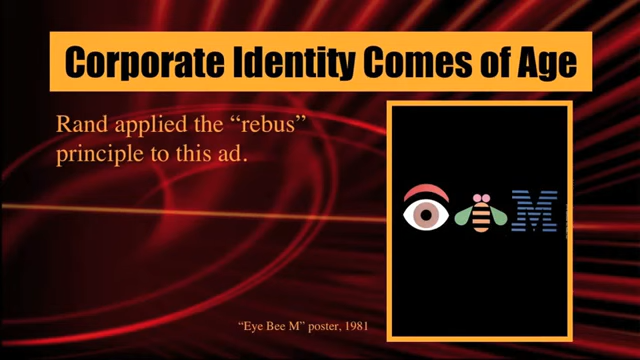 Corporate Identity Comes of Age
Rand applied the “rebus”
principle to this ad.
M
“Eye Bee M” poster, 1981